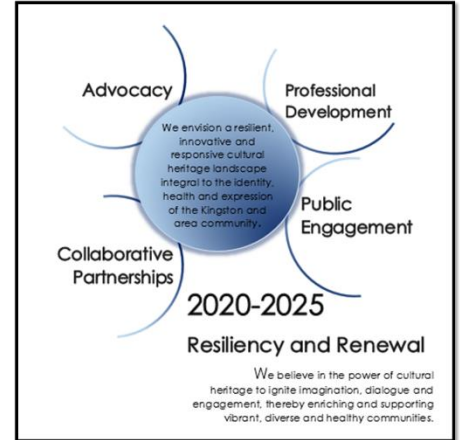 Advocacy
Professional
Development
We envision a resilient,
innovative and
responsive cultural
heritage landscape
integral to the identity,
health and expression
of the Kingston and
area community.
Public
Engagement
Collaborative
Partnerships
2020-2025
Resiliency and Renewal
We believe in the power of cultural
heritage to ignite imagination, dialogue and
engagement, thereby enriching and supporting
vibrant, diverse and healthy communities.